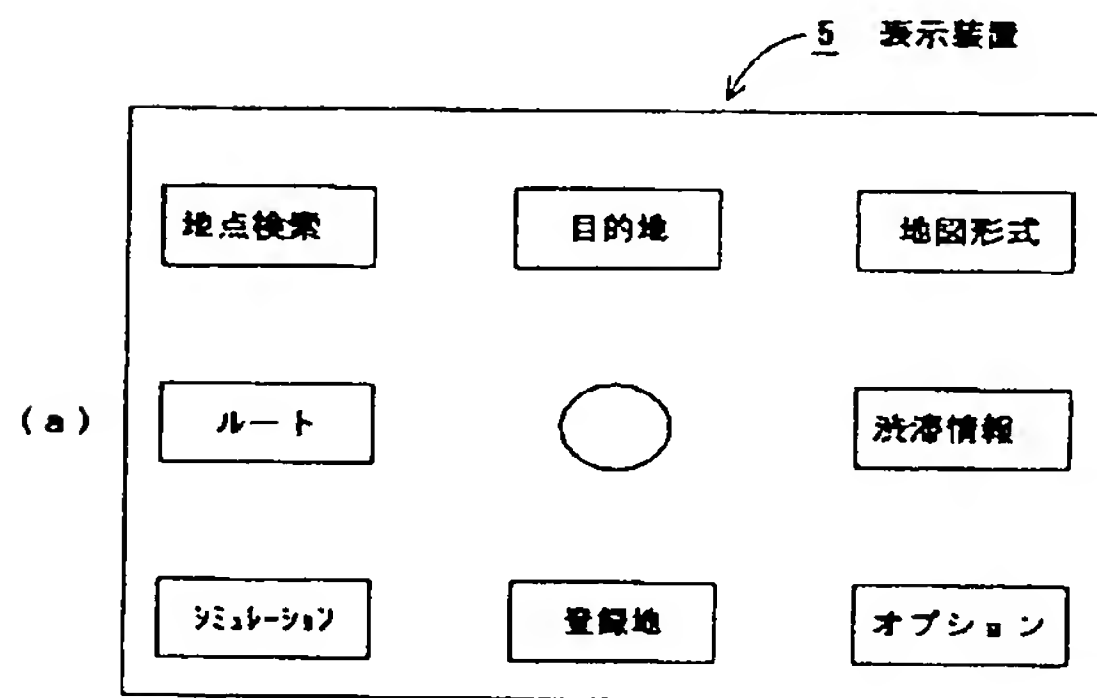 5 表示装置
地点検索 目的地 地図形式
(a) ルート 渋滞情報
シミュレーション 登録地 オプション